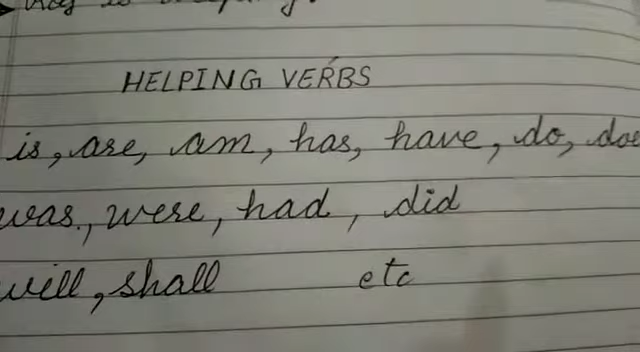 HELPING VERBS
is, are, am, has, have, do,
was, were, had, did
will, shall etc